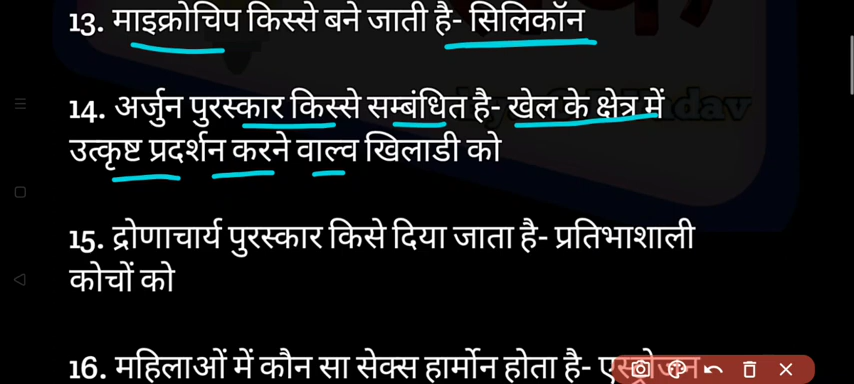 13. माइक्रोचिप किस्से बने जाती है- सिलिकॉन
14. अर्जुन पुरस्कार किस्से सम्बंधित है- खेल के क्षेत्र में
उत्कृष्ट प्रदर्शन करने वाल्व खिलाडी को
15. द्रोणाचार्य पुरस्कार किसे दिया जाता है- प्रतिभाशाली
कोचों को
16. महिलाओं में कौन सा सेक्स हार्मोन होता है-